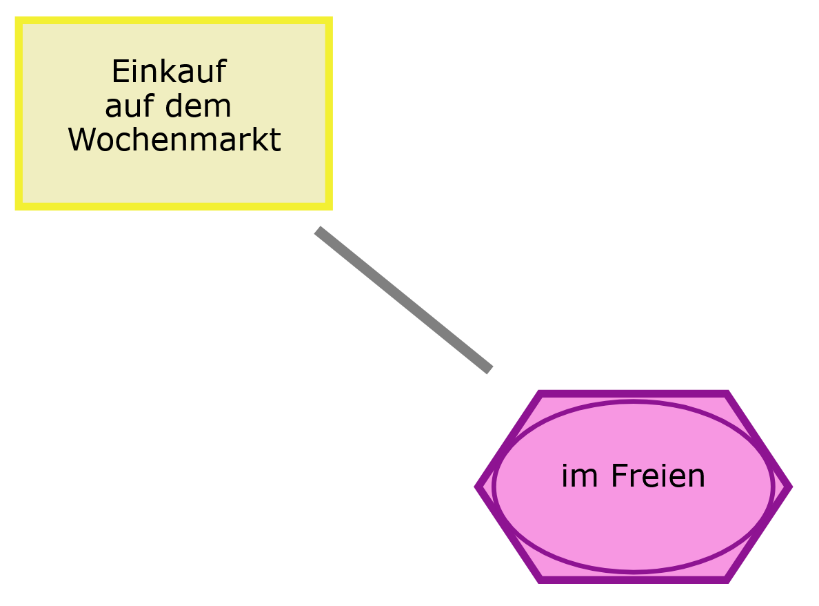 Einkauf
auf dem
Wochenmarkt
im Freien